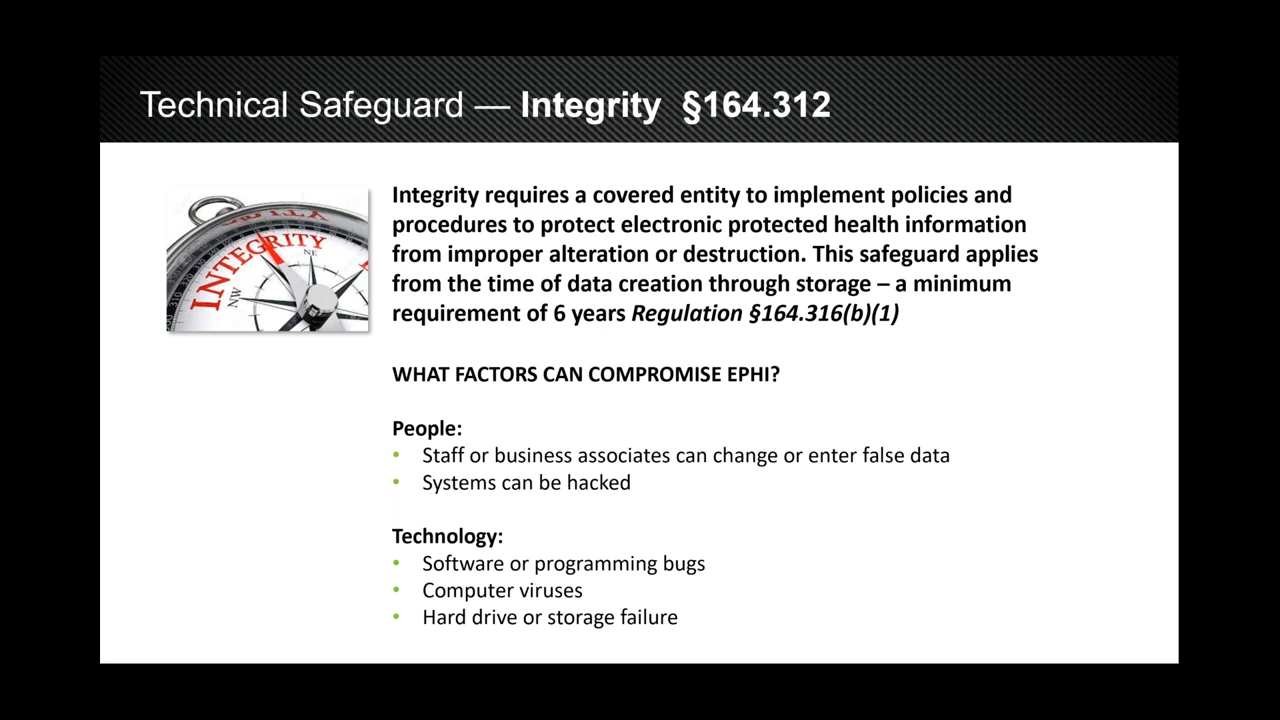 Technical Safeguard — Integrity §164.312
INTEGRITY
NE
NW
Integrity requires a covered entity to implement policies and
procedures to protect electronic protected health information
from improper alteration or destruction. This safeguard applies
from the time of data creation through storage – a minimum
requirement of 6 years Regulation §164.316(b)(1)
WHAT FACTORS CAN COMPROMISE EPHI?
People:
• Staff or business associates can change or enter false data
• Systems can be hacked
Technology:
• Software or programming bugs
• Computer viruses
• Hard drive or storage failure